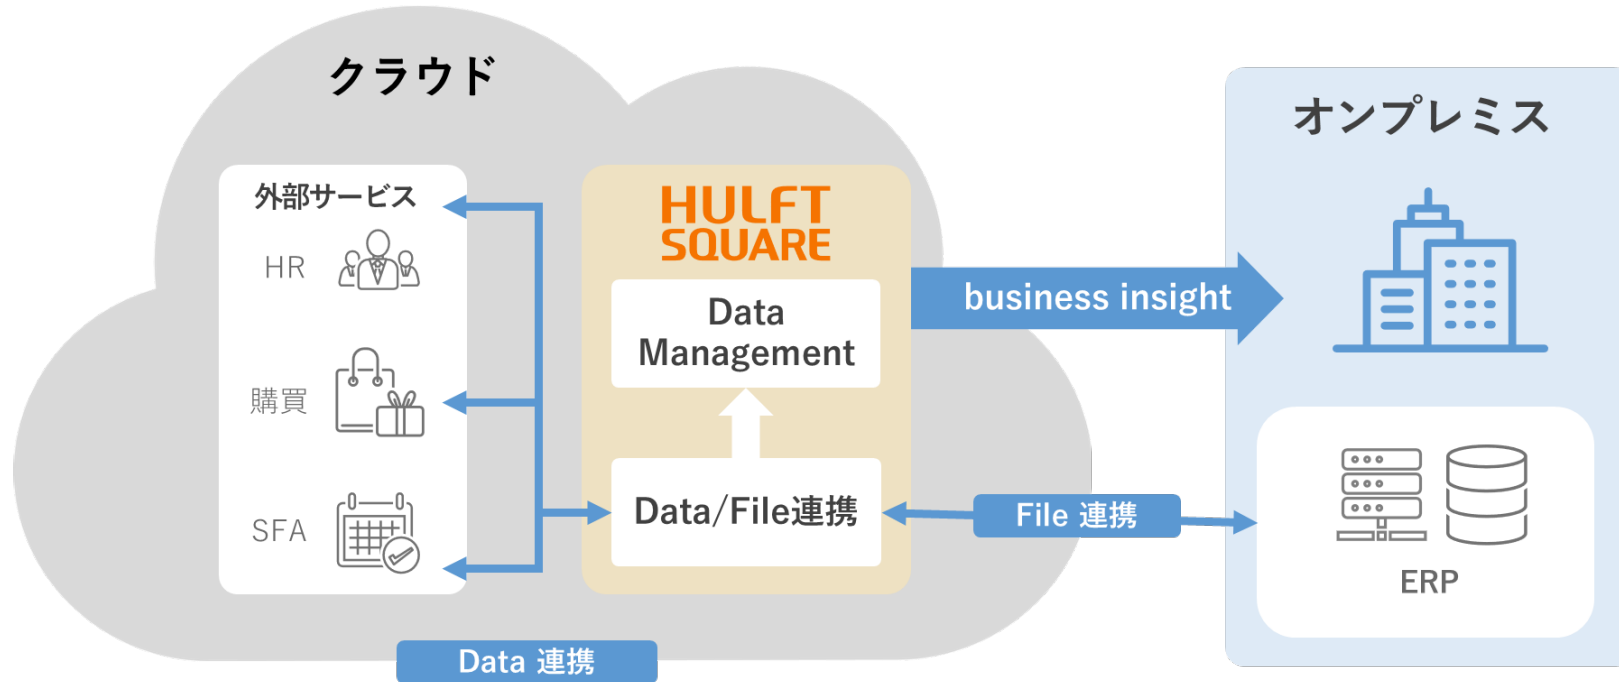 クラウド
外部サービス
HR
購買
SFA
HULFT
SQUARE
Data
Management
Data/File連携
Data 連携
business insight
File 連携
オンプレミス
ERP